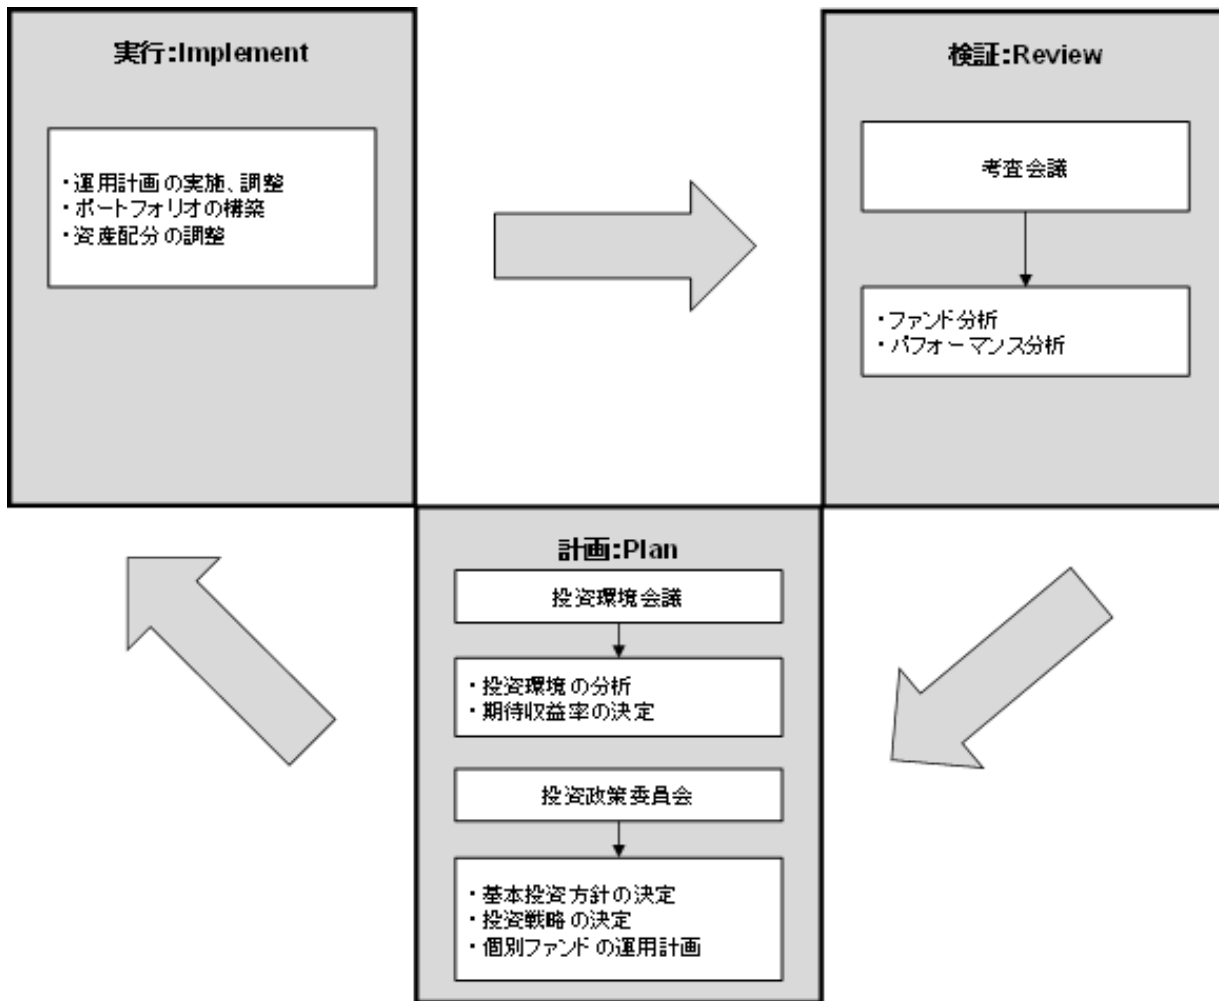 実行:Implement
・運用計画の実施、調整
・ポートフォリオの構築
・資産配分の調整
検証:Review
考査会議
・ファンド分析
・パフォーマンス分析
計画:Plan
投資環境会議
・投資環境の分析
・期待収益率の決定
投資政策委員会
・基本投資方針の決定
・投資戦略の決定
・個別ファンドの運用計画